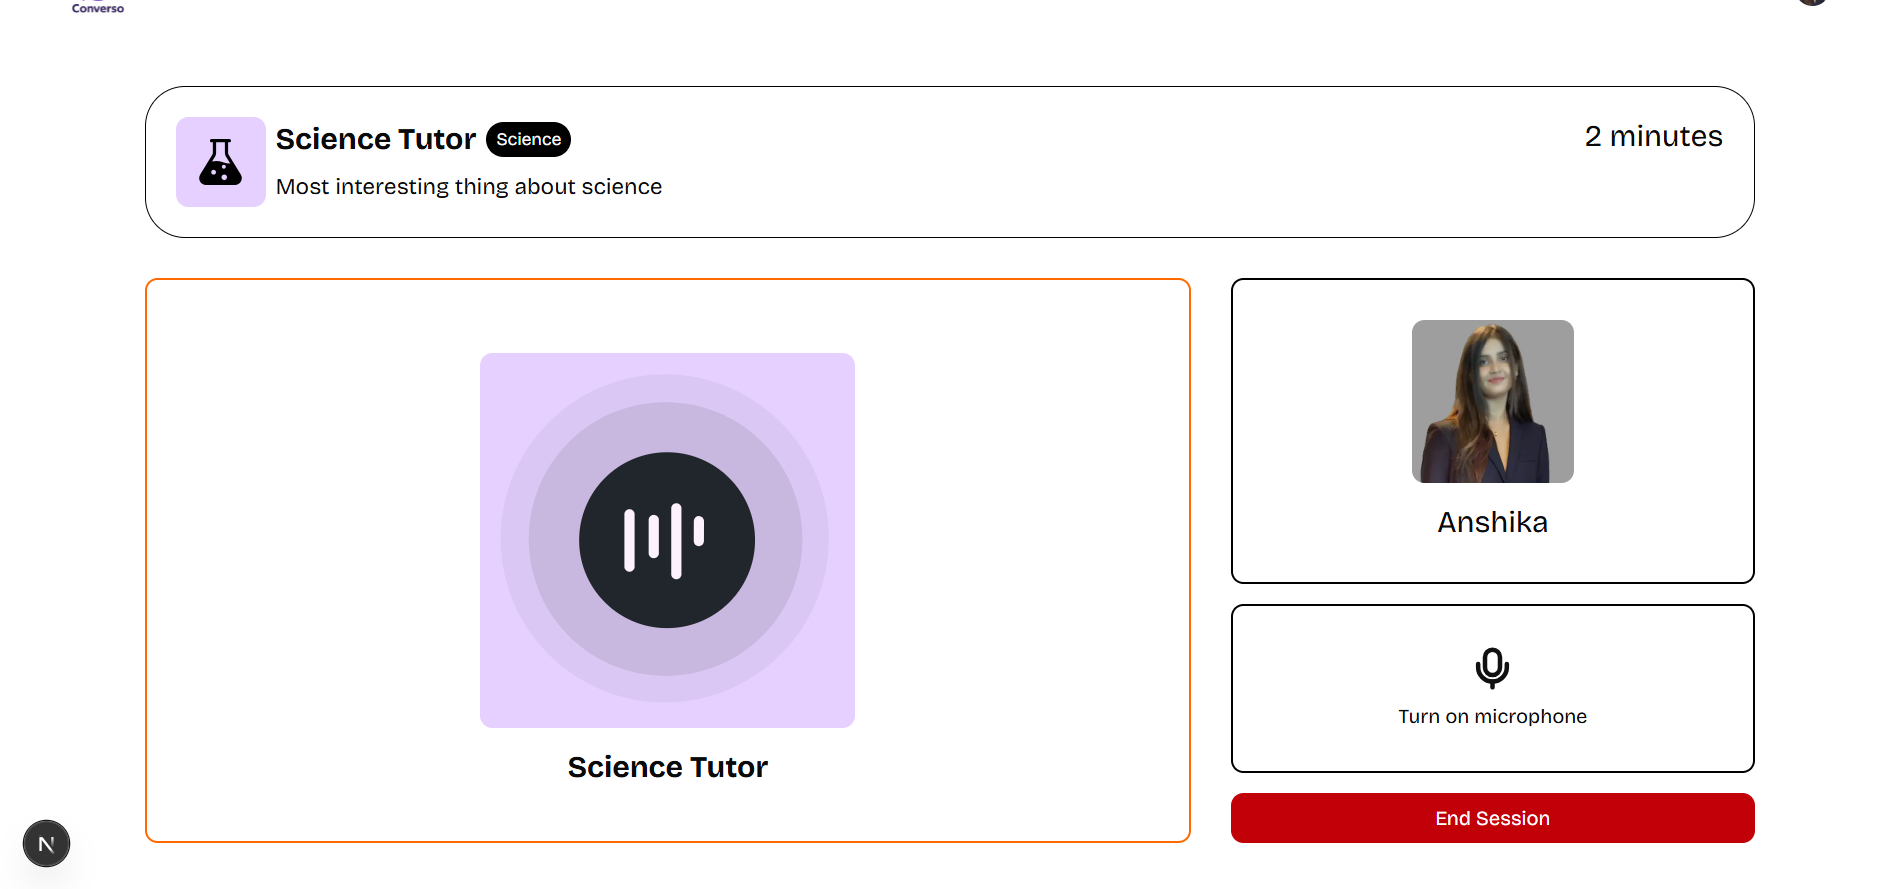 Converso
Science Tutor Science
2 minutes
Most interesting thing about science
Anshika
Turn on microphone
Science Tutor
End Session
N